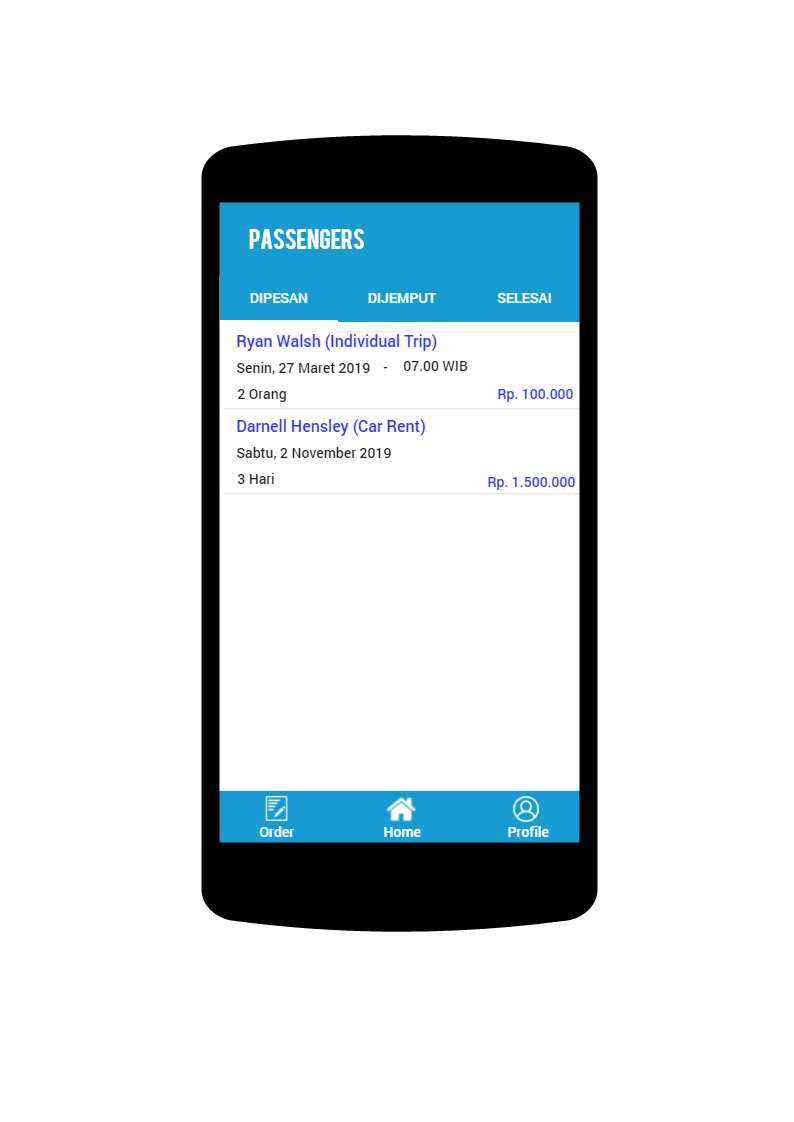 PASSENGERS
DIPESAN DIJEMPUT SELESAI
Ryan Walsh (Individual Trip)
Senin, 27 Maret 2019 - 07.00 WIB
2 Orang Rp. 100.000
Darnell Hensley (Car Rent)
Sabtu, 2 November 2019
3 Hari Rp. 1.500.000
Order Home Profile